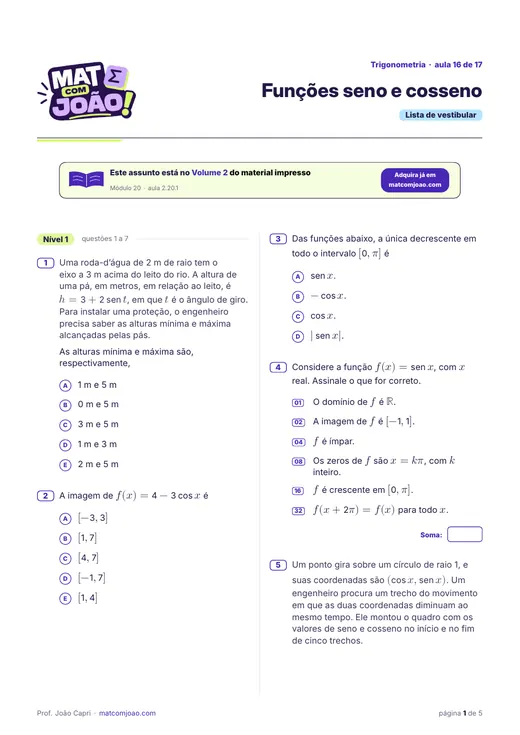 MAT Σ
COM
JOÃO!
Trigonometria · aula 16 de 17
Funções seno e cosseno
Lista de vestibular
Este assunto está no Volume 2 do material impresso
Módulo 20 · aula 2.20.1
Adquira já em
matcomjoao.com
Nível 1 questões 1 a 7
1 Uma roda-d'água de 2 m de raio tem o
eixo a 3 m acima do leito do rio. A altura de
uma pá, em metros, em relação ao leito, é
h = 3 + 2 sen t, em que t é o ângulo de giro.
Para instalar uma proteção, o engenheiro
precisa saber as alturas mínima e máxima
alcançadas pelas pás.
As alturas mínima e máxima são,
respectivamente,
A 1 m e 5 m
B 0 m e 5 m
C 3 m e 5 m
D 1 m e 3 m
E 2 m e 5 m
2 A imagem de f(x) = 4 − 3 cos x é
A [−3, 3]
B [1, 7]
C [4, 7]
D [−1, 7]
E [1, 4]
3 Das funções abaixo, a única decrescente em
todo o intervalo [0, π] é
A sen x.
B − cos x.
C cos x.
D | sen x|.
4 Considere a função f(x) = sen x, com x
real. Assinale o que for correto.
01 O domínio de f é ℝ.
02 A imagem de f é [−1, 1].
04 f é ímpar.
08 Os zeros de f são x = kπ, com k
inteiro.
16 f é crescente em [0, π].
32 f(x + 2π) = f(x) para todo x.
Soma:
5 Um ponto gira sobre um círculo de raio 1, e
suas coordenadas são (cos x, sen x). Um
engenheiro procura um trecho do movimento
em que as duas coordenadas diminuam ao
mesmo tempo. Ele montou o quadro com os
valores de seno e cosseno no início e no fim
de cinco trechos.
Prof. João Capri · matcomjoao.com
página 1 de 5